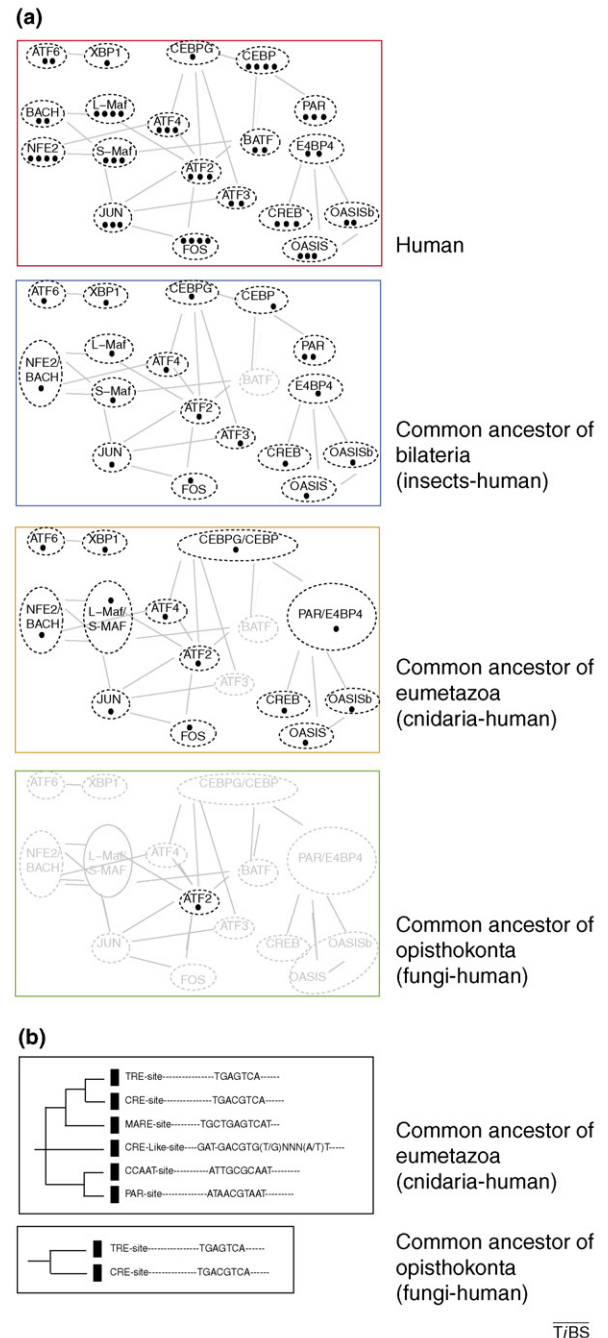 (a)
ATF6 XBP1 CEBPG CEBP
BACH L–Maf ATF4 PAR
NFE2 S–Maf BATF E4BP4
ATF2
JUN ATF3 CREB OASISb
FOS OASIS
Human
ATF6 XBP1 CEBPG CEBP
L–Maf PAR
NFE2/
BACH
ATF4
S–Maf BATF E4BP4
ATF2
JUN ATF3 CREB OASISb
FOS OASIS
Common ancestor of
bilateria
(insects-human)
ATF6 XBP1 CEBPG/CEBP
NFE2/
BACH
L–Maf/
S-MAF
ATF4 PAR/E4BP4
BATF
ATF2
JUN ATF3 CREB OASISb
FOS OASIS
Common ancestor of
eumetazoa
(cnidaria-human)
ATF6 XBP1 CEBPG/CEBP
NFE2/
BACH
L–Maf/
S-MAF
ATF4 PAR/E4BP4
BATF
ATF2
JUN ATF3 CREB OASISb
FOS OASIS
Common ancestor of
opisthokonta
(fungi-human)
(b)
TRE-site----------------TGAGTCA------
CRE-site----------------TGACGTCA------
MARE-site--------TGCTGAGTCAT---
CRE-Like-site----GAT-GACGTG(T/G)NNN(A/T)T-----
CCAAT-site----------ATTGCGCAAT---------
PAR-site--------------ATAACGTAAT---------
Common ancestor of
eumetazoa
(cnidaria-human)
TRE-site----------------TGAGTCA------
CRE-site----------------TGACGTCA------
Common ancestor of
opisthokonta
(fungi-human)
TiBS